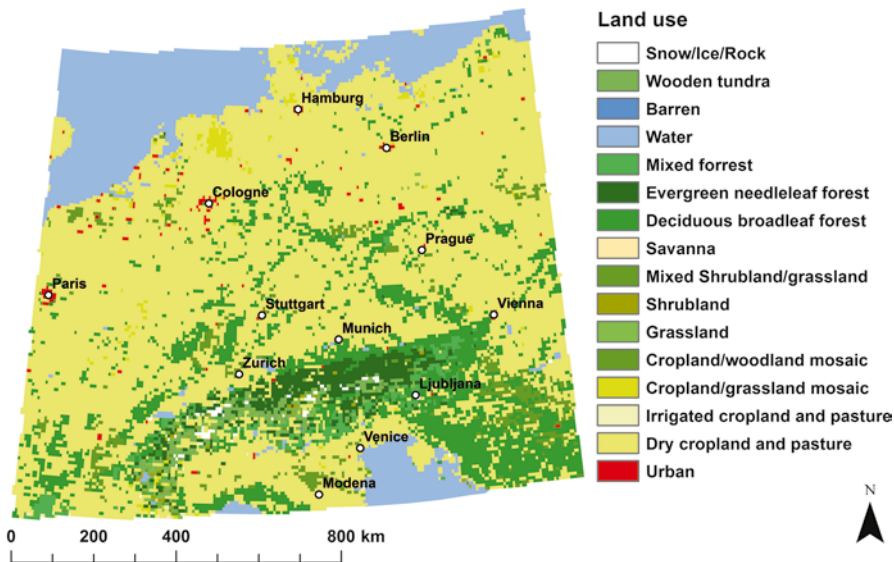 Land use
Snow/Ice/Rock
Wooden tundra
Barren
Water
Mixed forrest
Evergreen needleleaf forest
Deciduous broadleaf forest
Savanna
Mixed Shrubland/grassland
Shrubland
Grassland
Cropland/woodland mosaic
Cropland/grassland mosaic
Irrigated cropland and pasture
Dry cropland and pasture
Urban
Hamburg
Berlin
Cologne
Prague
Paris
Stuttgart
Vienna
Munich
Zurich
Ljubljana
Venice
Modena
N
0 200 400 800 km